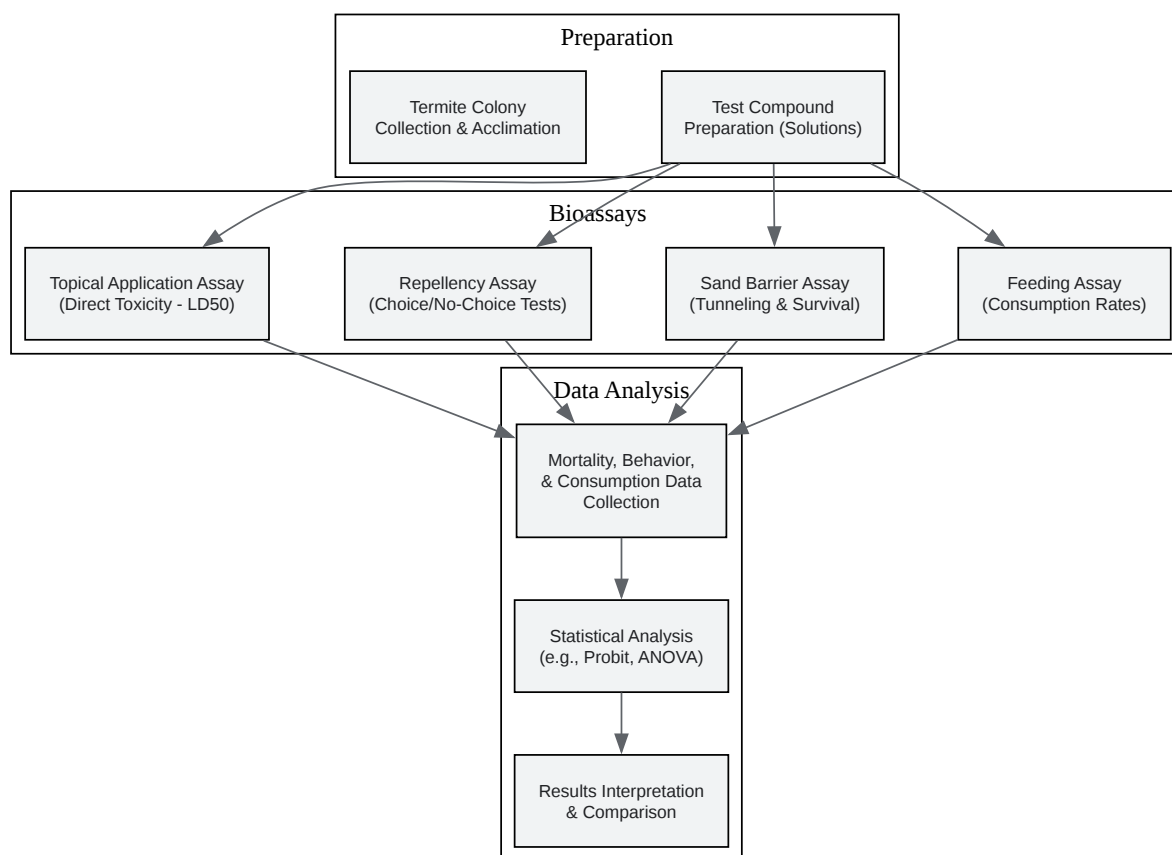 Preparation
Termite Colony
Collection & Acclimation
Test Compound
Preparation (Solutions)
Bioassays
Topical Application Assay
(Direct Toxicity - LD50)
Repellency Assay
(Choice/No-Choice Tests)
Sand Barrier Assay
(Tunneling & Survival)
Feeding Assay
(Consumption Rates)
Data Analysis
Mortality, Behavior,
& Consumption Data
Collection
Statistical Analysis
(e.g., Probit, ANOVA)
Results Interpretation
& Comparison